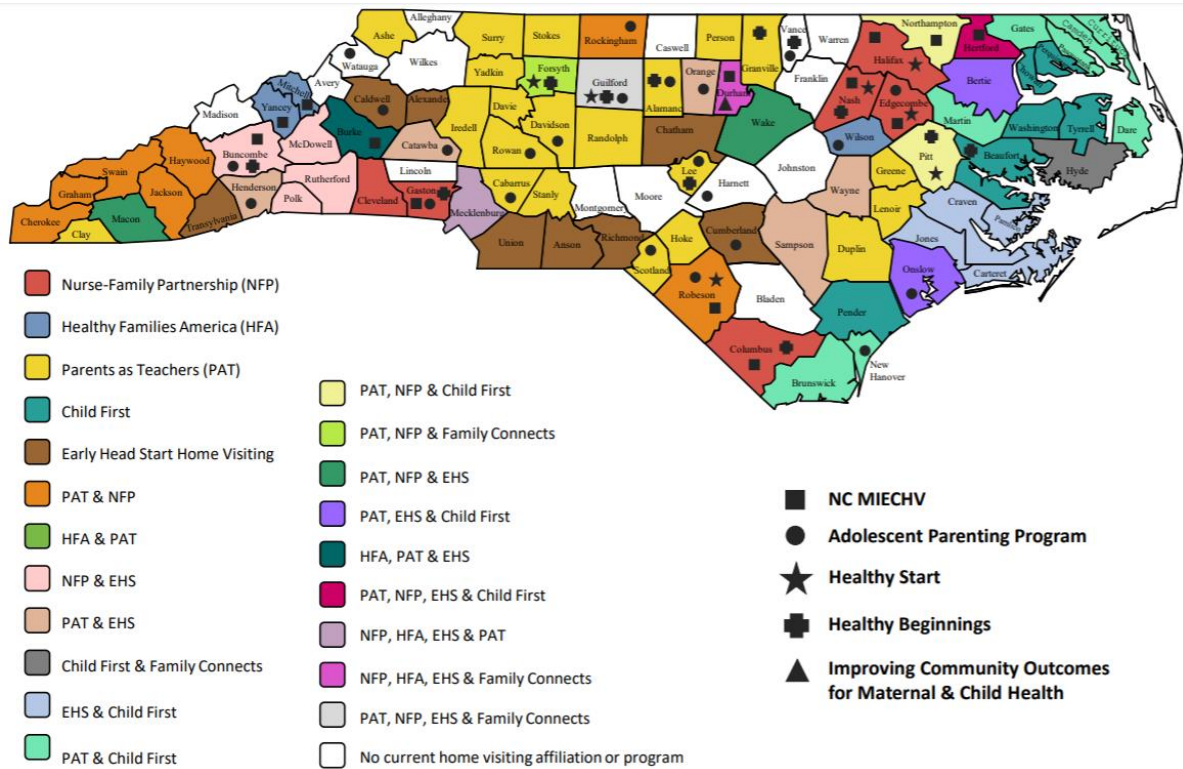 Alleghany
Northampton
Ashe
Surry
Stokes
Rockingham
Caswell
Person
Vance
Warren
Gates
Camden
Currituck
Hertford
Watauga
Wilkes
Yadkin
Forsyth
Guilford
Orange
Granville
Halifax
Bertie
Chowan
Mitchell
Avery
Durham
Franklin
Madison
Yancey
Caldwell
Alexander
Davie
Alamanc
Nash
Edgecombe
Martin
Washington
Tyrrell
Dare
Burke
Iredell
Davidson
Randolph
Chatham
Wake
Wilson
McDowell
Catawba
Rowan
Haywood
Buncombe
Swain
Lincoln
Lee
Johnston
Greene
Pitt
Beaufort
Hyde
Graham
Jackson
Henderson
Rutherford
Polk
Cleveland
Gaston
Cabarrus
Stanly
Moore
Harnett
Wayne
Lenoir
Craven
Cherokee
Macon
Clay
Transylvania
Mecklenburg
Montgomery
Pamlico
Union
Anson
Richmond
Hoke
Cumberland
Sampson
Duplin
Jones
Carteret
Scotland
Robeson
Bladen
Onslow
Pender
Columbus
Brunswick
New
Hanover
Nurse-Family Partnership (NFP)
Healthy Families America (HFA)
Parents as Teachers (PAT)
Child First
Early Head Start Home Visiting
PAT & NFP
HFA & PAT
NFP & EHS
PAT & EHS
Child First & Family Connects
EHS & Child First
PAT & Child First
PAT, NFP & Child First
PAT, NFP & Family Connects
PAT, NFP & EHS
PAT, EHS & Child First
HFA, PAT & EHS
PAT, NFP, EHS & Child First
NFP, HFA, EHS & PAT
NFP, HFA, EHS & Family Connects
PAT, NFP, EHS & Family Connects
No current home visiting affiliation or program
NC MIECHV
Adolescent Parenting Program
Healthy Start
Healthy Beginnings
Improving Community Outcomes
for Maternal & Child Health